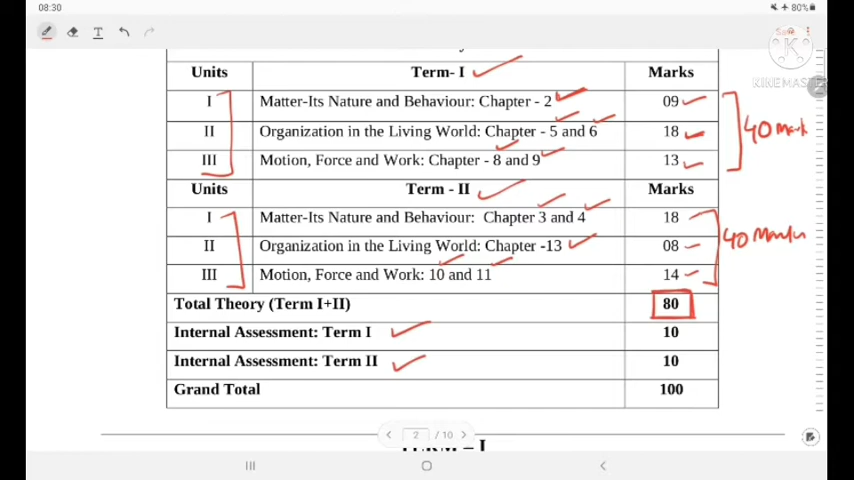 08:30
80%
T
Save
K
KINEMASTER
Units Term- I Marks
I Matter-Its Nature and Behaviour: Chapter - 2 09
II Organization in the Living World: Chapter - 5 and 6 18
III Motion, Force and Work: Chapter - 8 and 9 13
40 Mark
Units Term - II Marks
I Matter-Its Nature and Behaviour: Chapter 3 and 4 18
II Organization in the Living World: Chapter -13 08
III Motion, Force and Work: 10 and 11 14
40 Marks
Total Theory (Term I+II) 80
Internal Assessment: Term I 10
Internal Assessment: Term II 10
Grand Total 100
2 / 10
TERM – I